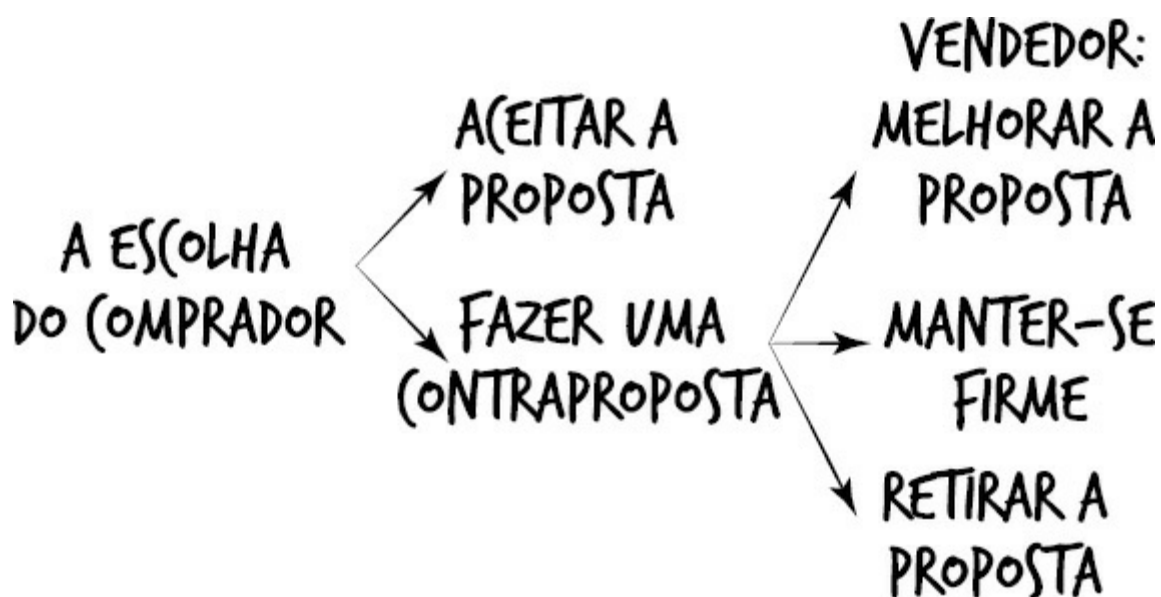 A ESCOLHA
DO COMPRADOR
ACEITAR A
PROPOSTA
FAZER UMA
CONTRAPROPOSTA
VENDEDOR:
MELHORAR A
PROPOSTA
MANTER-SE
FIRME
RETIRAR A
PROPOSTA